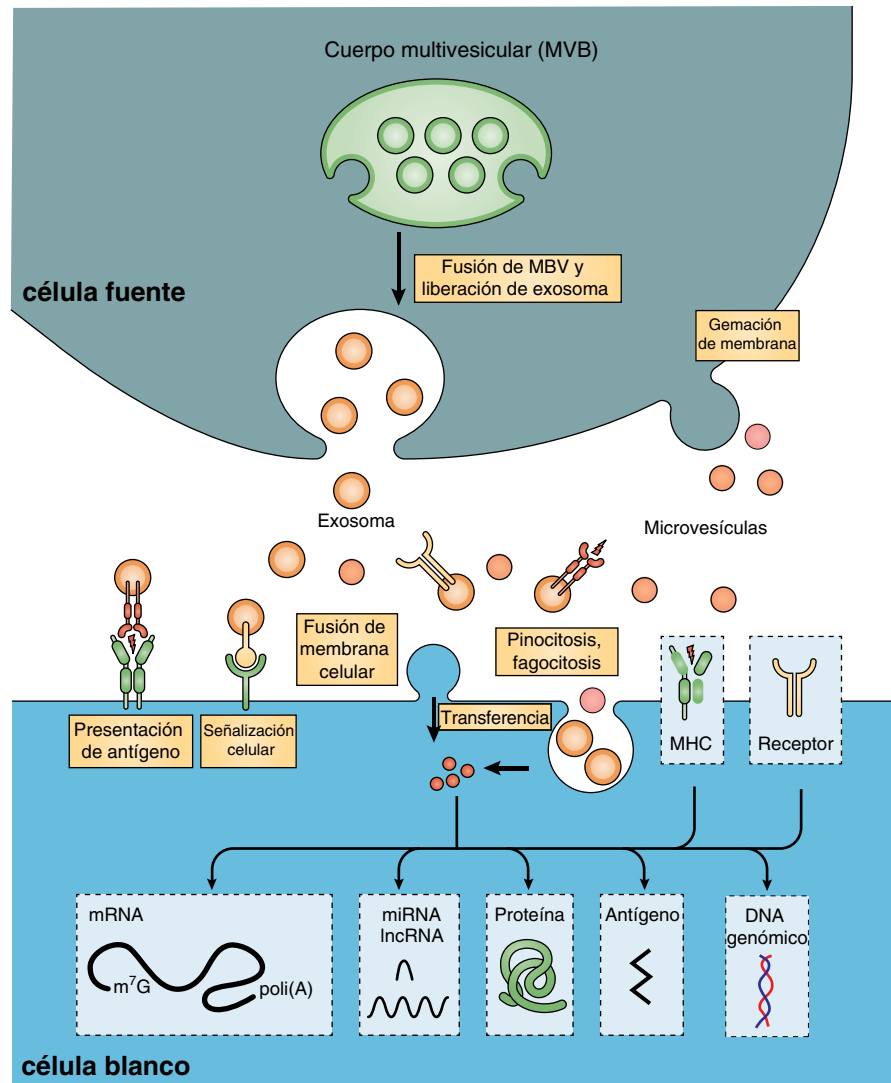 Cuerpo multivesicular (MVB)
Fusión de MBV y
liberación de exosoma
célula fuente
Gemación
de membrana
Exosoma
Microvesículas
Fusión de
membrana
celular
Pinocitosis,
fagocitosis
Presentación
de antígeno
Señalización
celular
Transferencia
MHC
Receptor
mRNA
m⁷G
poli(A)
miRNA
lncRNA
Proteína
Antígeno
DNA
genómico
célula blanco